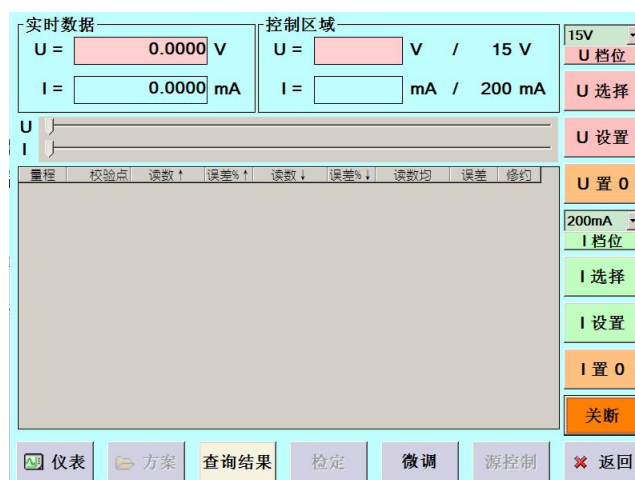 实时数据
U = 0.0000 V
I = 0.0000 mA
控制区域
U = V / 15 V
I = mA / 200 mA
15V
U 档位
U 选择
U 设置
U 置 0
200mA
I 档位
I 选择
I 设置
I 置 0
关断
U
I
量程 校验点 读数↑ 误差%↑ 读数↓ 误差%↓ 读数均 误差 修约
仪表 方案 查询结果 检定 微调 源控制 返回